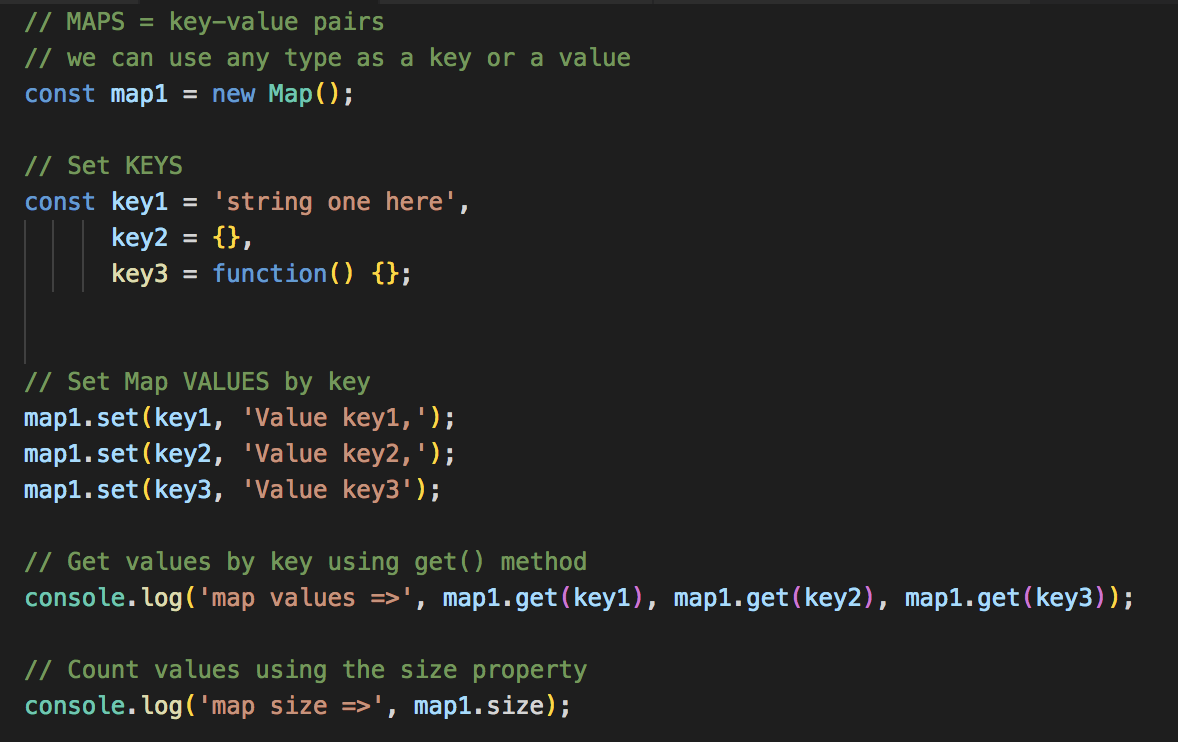 // MAPS = key-value pairs
// we can use any type as a key or a value
const map1 = new Map();
// Set KEYS
const key1 = 'string one here',
key2 = {},
key3 = function() {};
// Set Map VALUES by key
map1.set(key1, 'Value key1,');
map1.set(key2, 'Value key2,');
map1.set(key3, 'Value key3');
// Get values by key using get() method
console.log('map values =>', map1.get(key1), map1.get(key2), map1.get(key3));
// Count values using the size property
console.log('map size =>', map1.size);